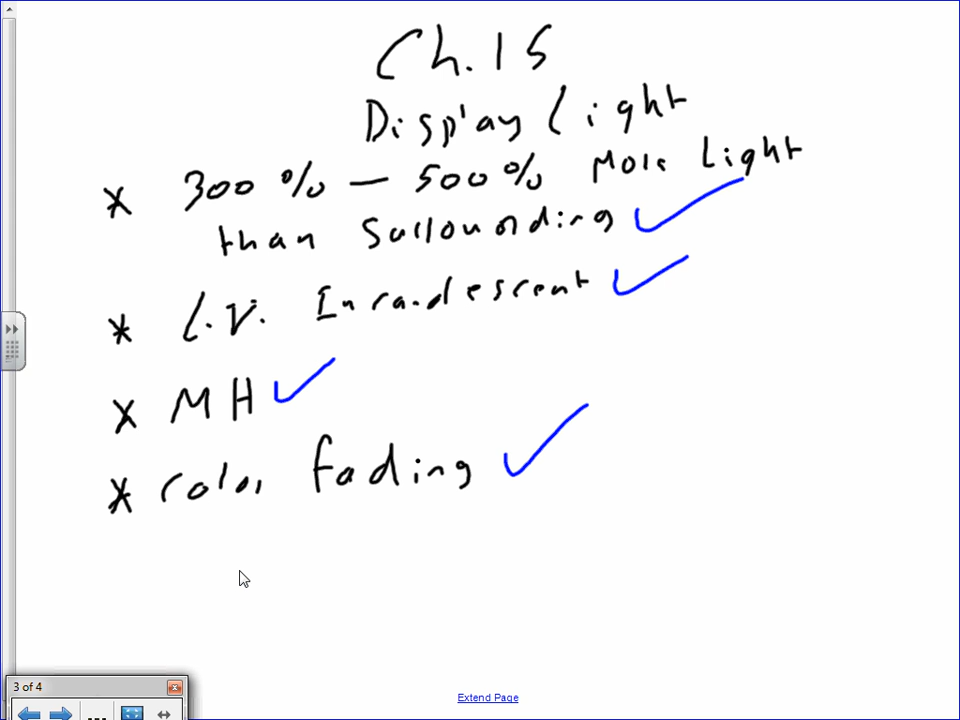 Ch. 15
Display Light
* 300% – 500% More Light
than Surrounding ✓
* L.V. Incandescent ✓
* MH ✓
* color fading ✓
3 of 4
Extend Page